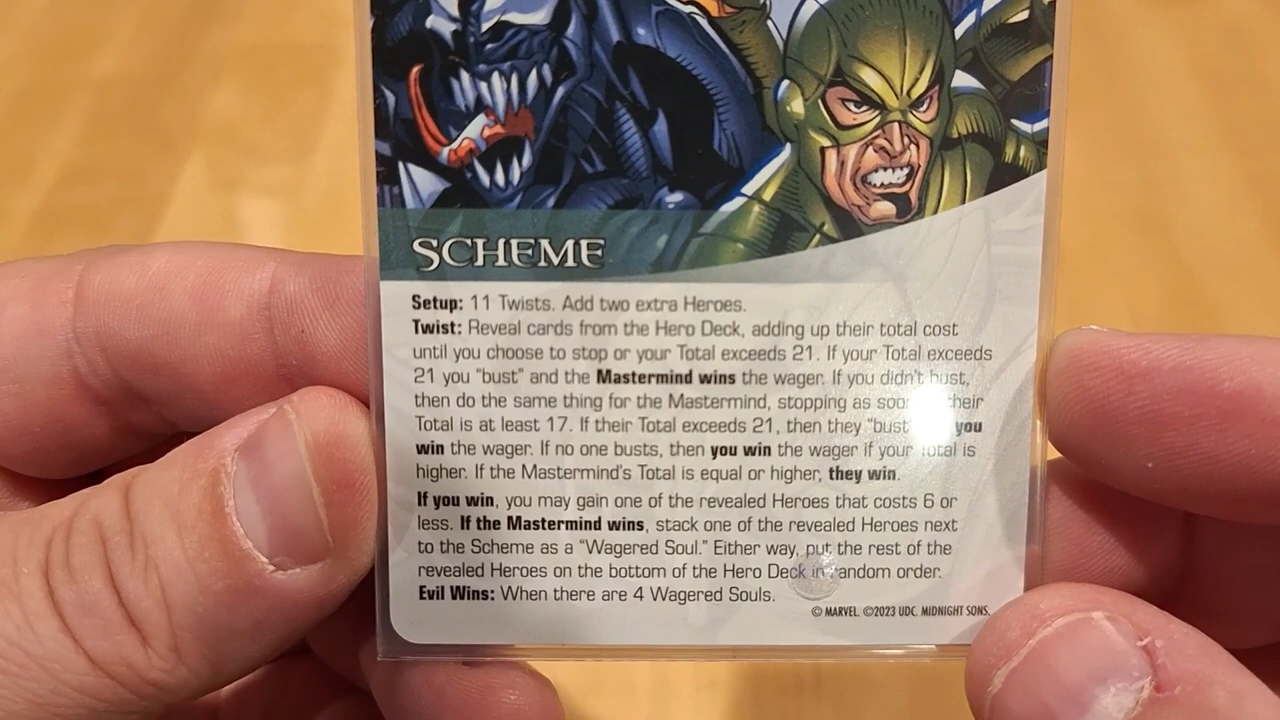 SCHEME
Setup: 11 Twists. Add two extra Heroes.
Twist: Reveal cards from the Hero Deck, adding up their total cost
until you choose to stop or your Total exceeds 21. If your Total exceeds
21 you "bust" and the Mastermind wins the wager. If you didn't bust,
then do the same thing for the Mastermind, stopping as their
Total is at least 17. If their Total exceeds 21, then they "bust you
win the wager. If no one busts, then you win the wager if your Total is
higher. If the Mastermind's Total is equal or higher, they win.
If you win, you may gain one of the revealed Heroes that costs 6 or
less. If the Mastermind wins, stack one of the revealed Heroes next
to the Scheme as a "Wagered Soul." Either way, put the rest of the
revealed Heroes on the bottom of the Hero Deck in random order.
Evil Wins: When there are 4 Wagered Souls.
© MARVEL. ©2023 UDC. MIDNIGHT SONS.